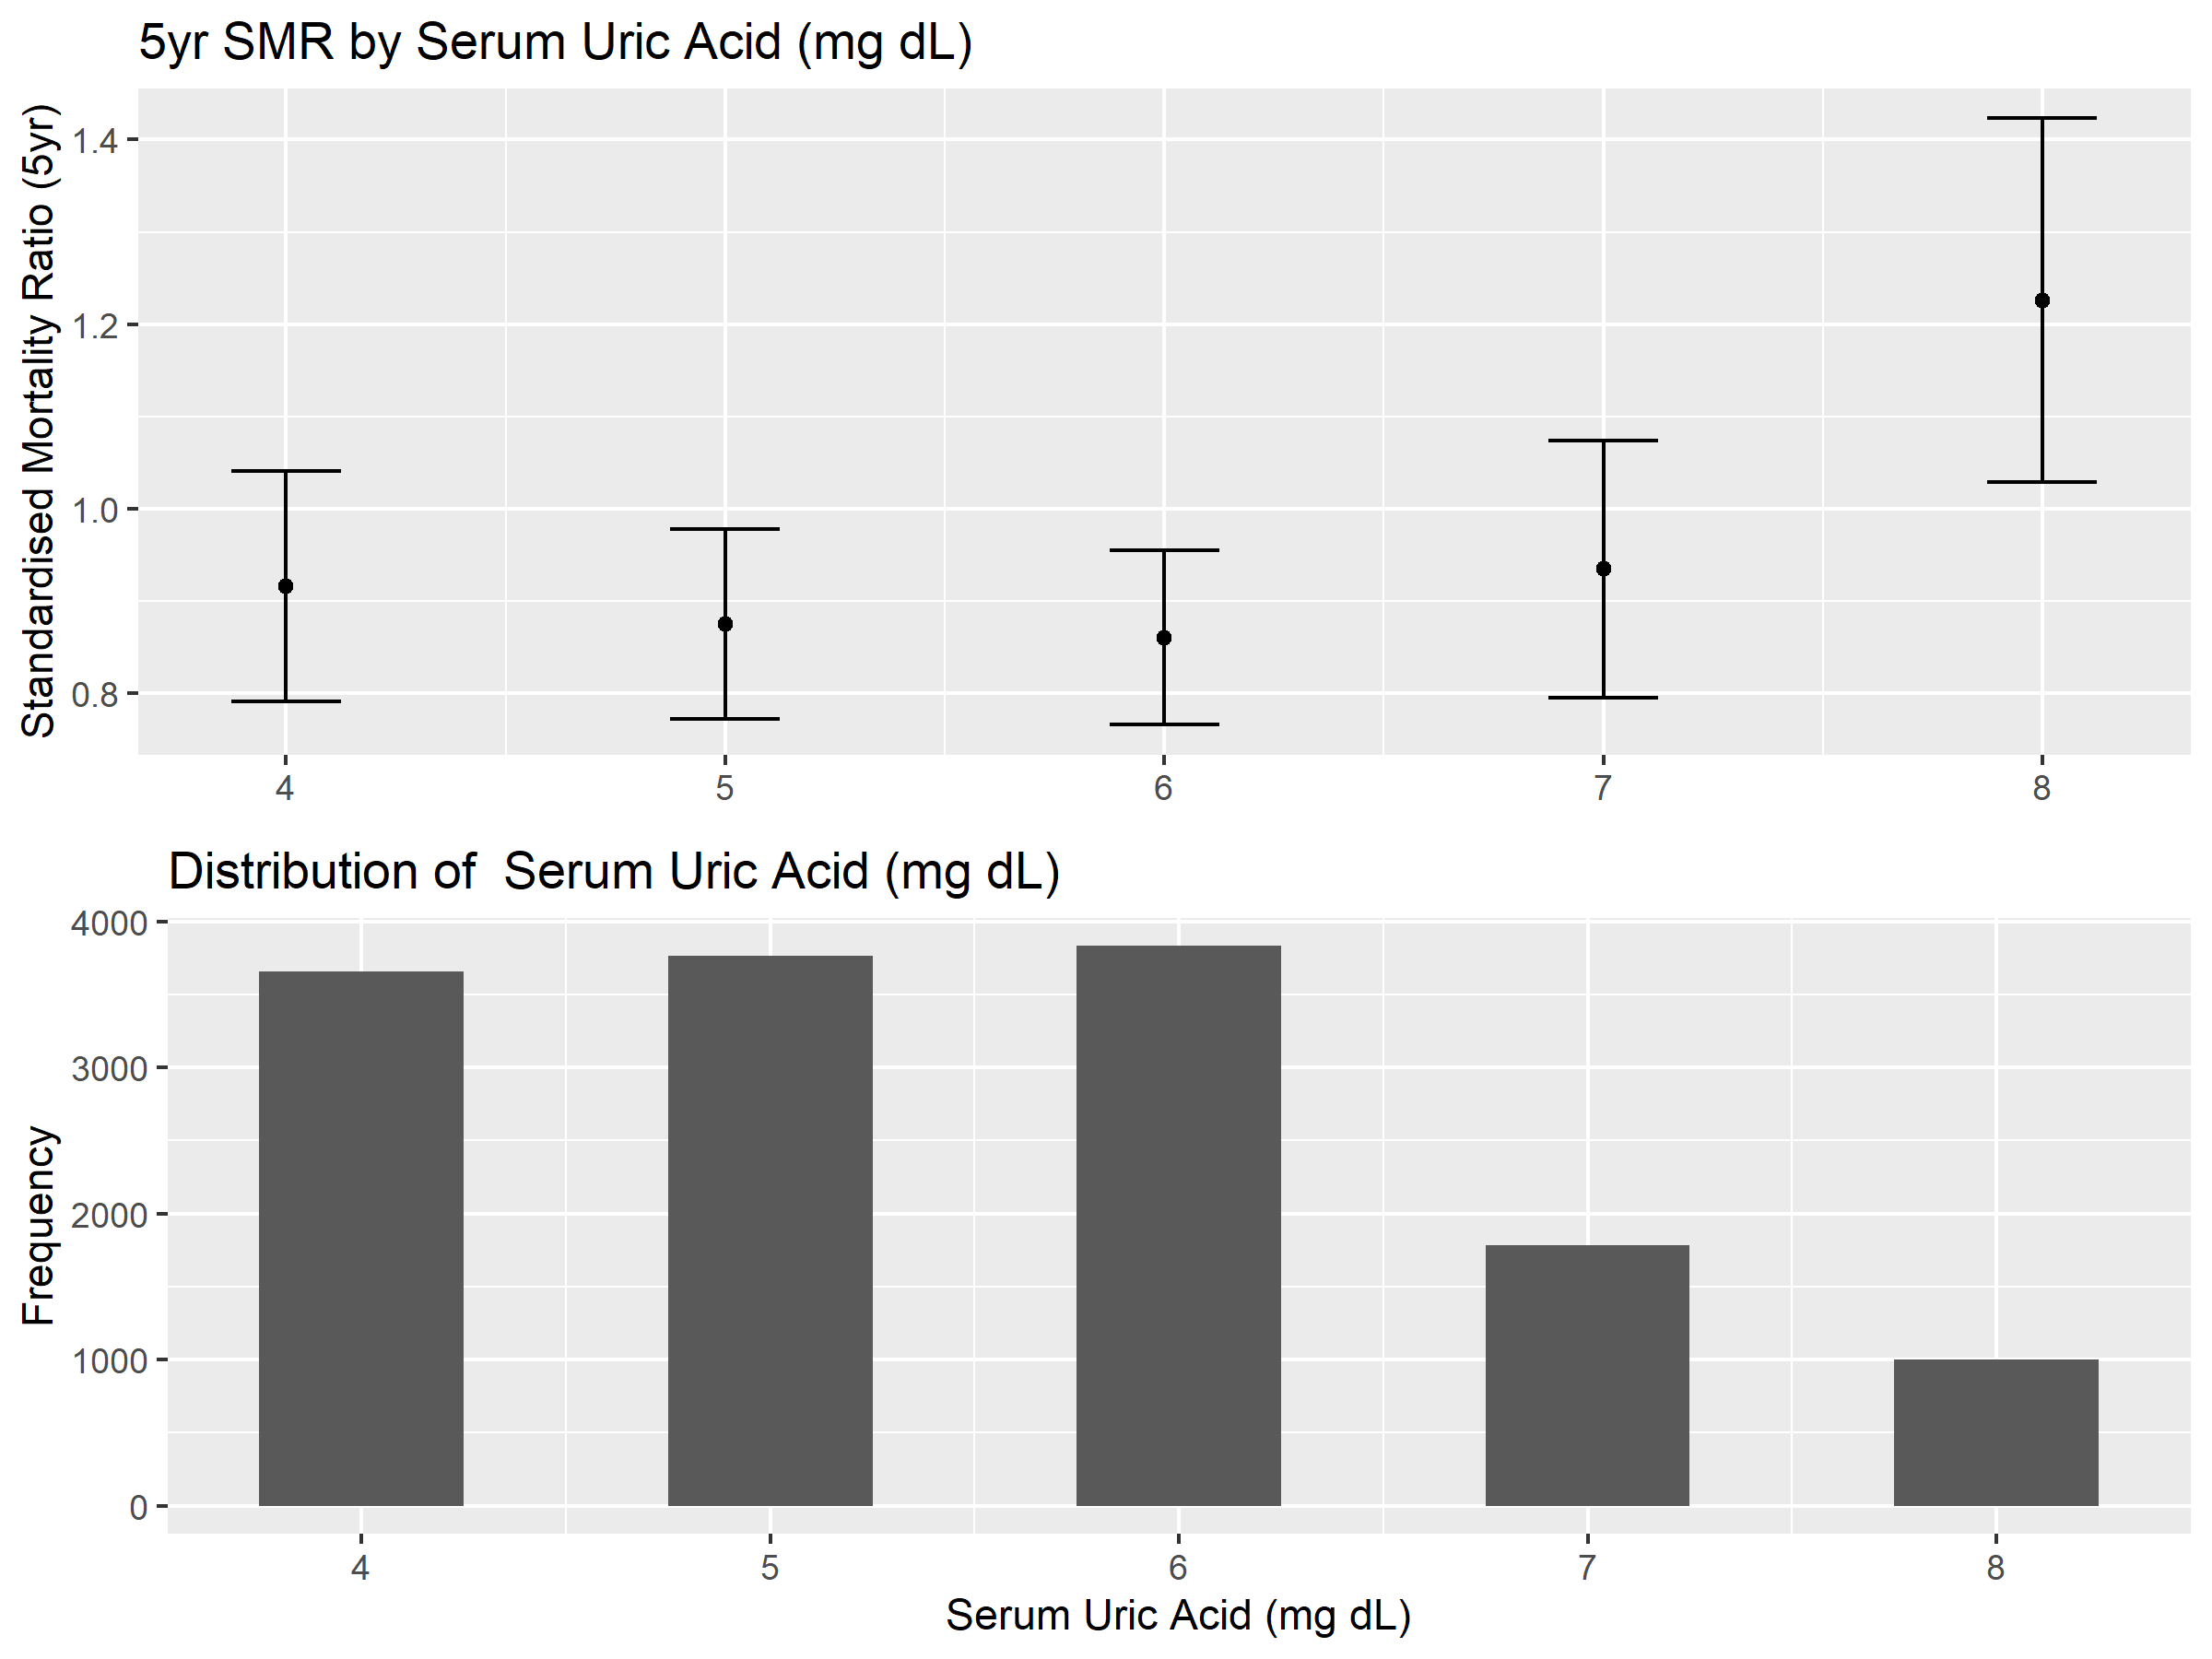 5yr SMR by Serum Uric Acid (mg dL)
Standardised Mortality Ratio (5yr)
1.4
1.2
1.0
0.8
4 5 6 7 8
Distribution of  Serum Uric Acid (mg dL)
Frequency
4000
3000
2000
1000
0
4 5 6 7 8
Serum Uric Acid (mg dL)